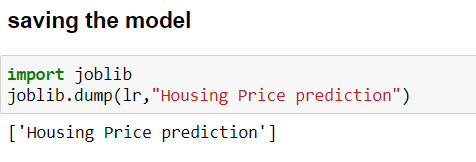 saving the model
import joblib
joblib.dump(lr,"Housing Price prediction")
['Housing Price prediction']